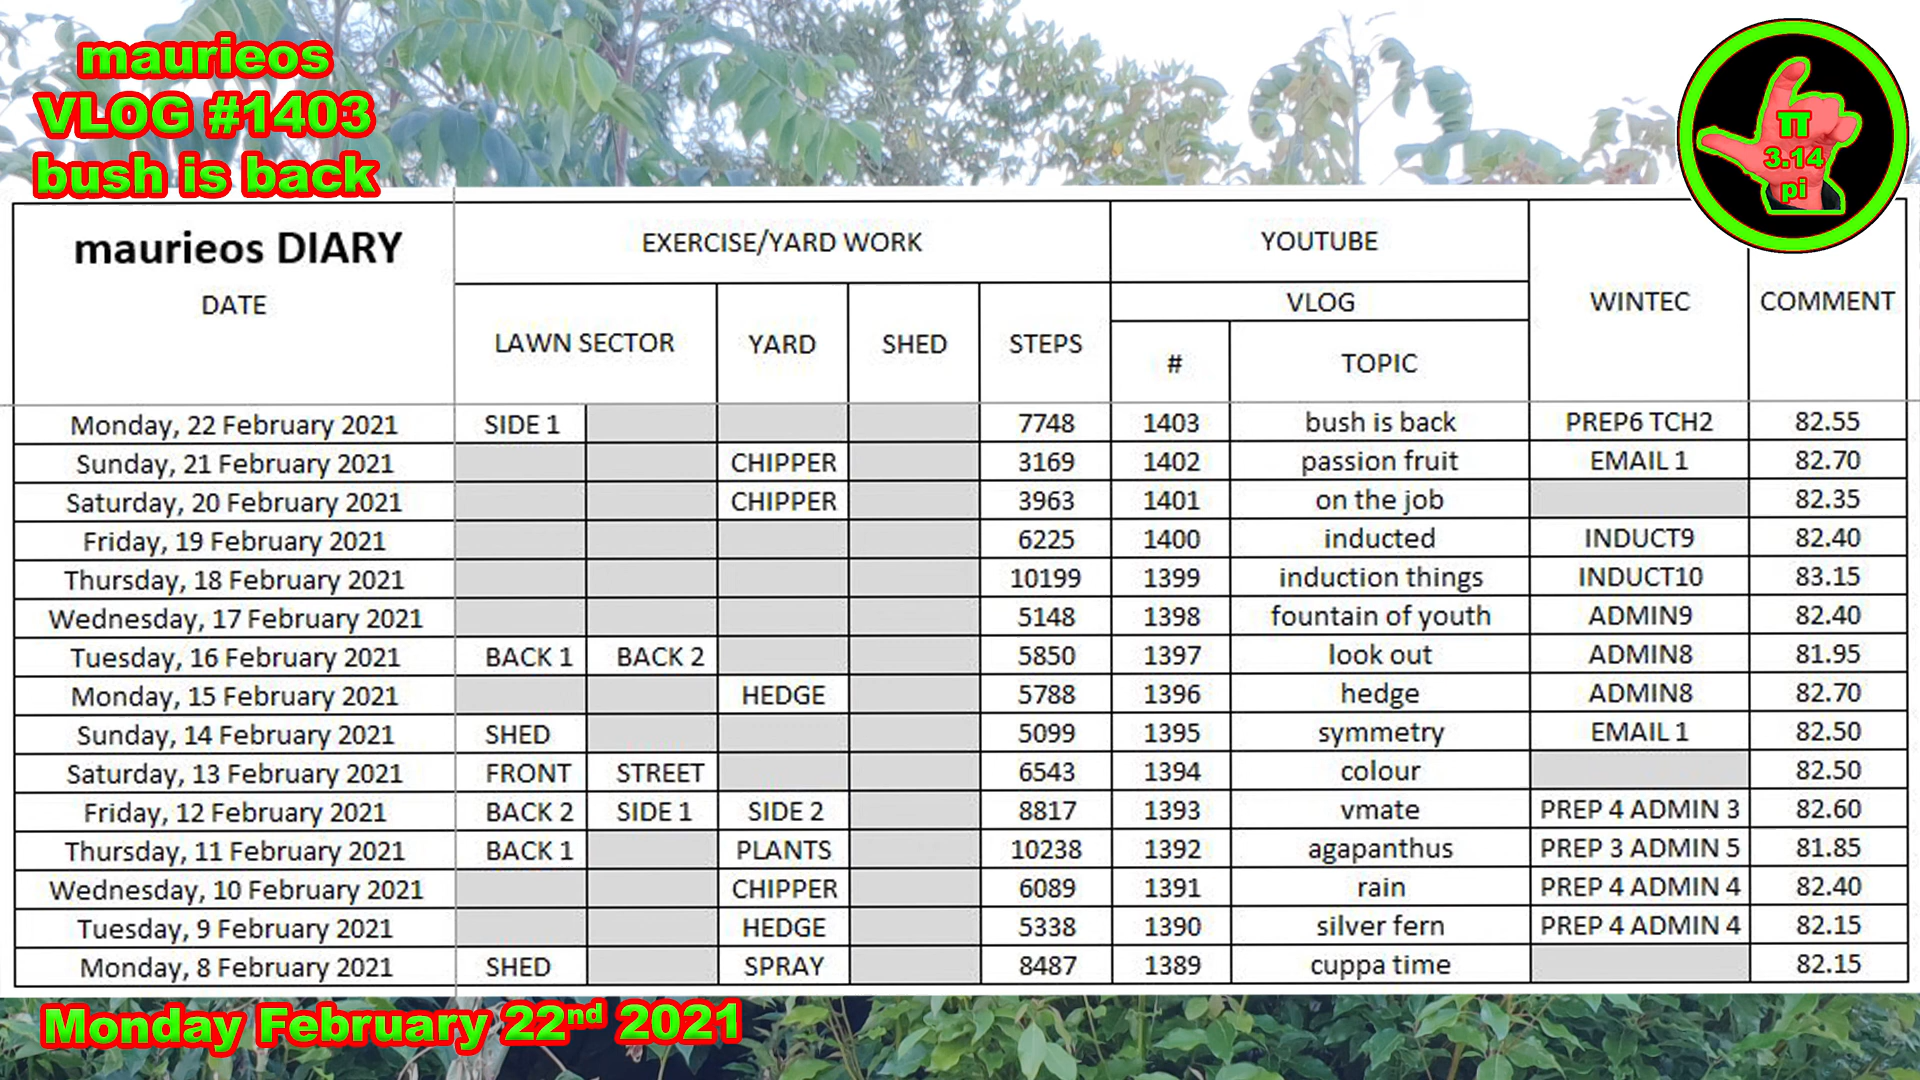 maurieos
VLOG #1403
bush is back
π
3.14
pi
maurieos DIARY
DATE
EXERCISE/YARD WORK
YOUTUBE
WINTEC
COMMENT
LAWN SECTOR
YARD
SHED
STEPS
VLOG
#
TOPIC
Monday, 22 February 2021 SIDE 1 7748 1403 bush is back PREP6 TCH2 82.55
Sunday, 21 February 2021 CHIPPER 3169 1402 passion fruit EMAIL 1 82.70
Saturday, 20 February 2021 CHIPPER 3963 1401 on the job 82.35
Friday, 19 February 2021 6225 1400 inducted INDUCT9 82.40
Thursday, 18 February 2021 10199 1399 induction things INDUCT10 83.15
Wednesday, 17 February 2021 5148 1398 fountain of youth ADMIN9 82.40
Tuesday, 16 February 2021 BACK 1 BACK 2 5850 1397 look out ADMIN8 81.95
Monday, 15 February 2021 HEDGE 5788 1396 hedge ADMIN8 82.70
Sunday, 14 February 2021 SHED 5099 1395 symmetry EMAIL 1 82.50
Saturday, 13 February 2021 FRONT STREET 6543 1394 colour 82.50
Friday, 12 February 2021 BACK 2 SIDE 1 SIDE 2 8817 1393 vmate PREP 4 ADMIN 3 82.60
Thursday, 11 February 2021 BACK 1 PLANTS 10238 1392 agapanthus PREP 3 ADMIN 5 81.85
Wednesday, 10 February 2021 CHIPPER 6089 1391 rain PREP 4 ADMIN 4 82.40
Tuesday, 9 February 2021 HEDGE 5338 1390 silver fern PREP 4 ADMIN 4 82.15
Monday, 8 February 2021 SHED SPRAY 8487 1389 cuppa time 82.15
Monday February 22nd 2021